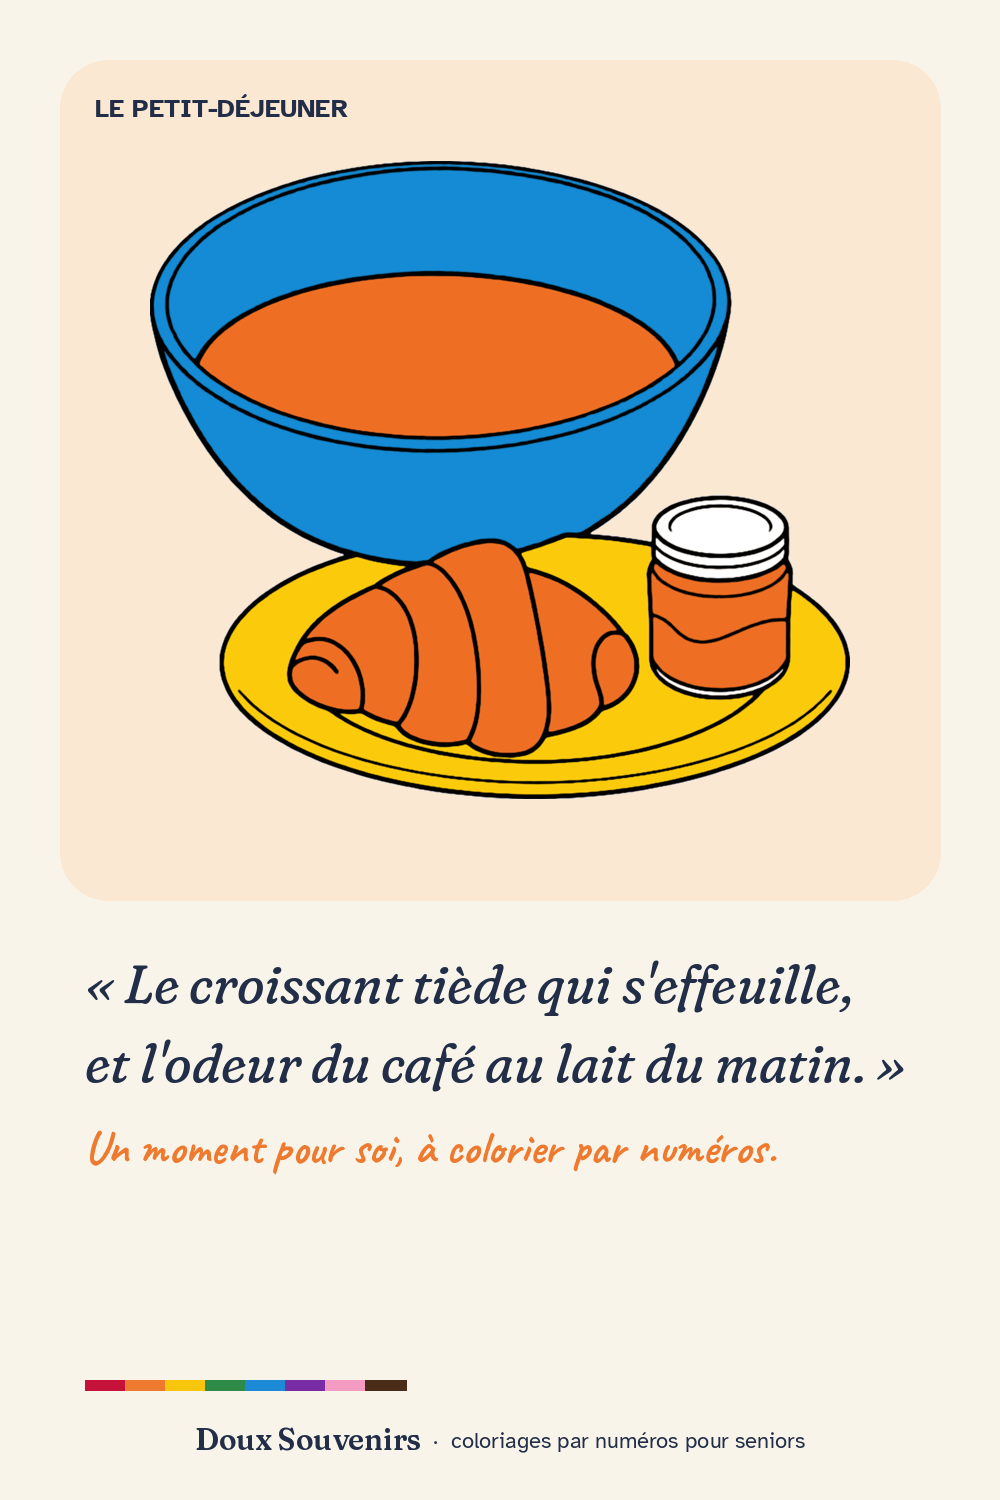 LE PETIT-DÉJEUNER
« Le croissant tiède qui s'effeuille,
et l'odeur du café au lait du matin. »
Un moment pour soi, à colorier par numéros.
Doux Souvenirs · coloriages par numéros pour seniors